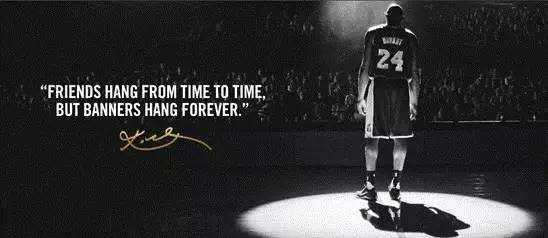 “FRIENDS HANG FROM TIME TO TIME,
BUT BANNERS HANG FOREVER.”
BRYANT
24